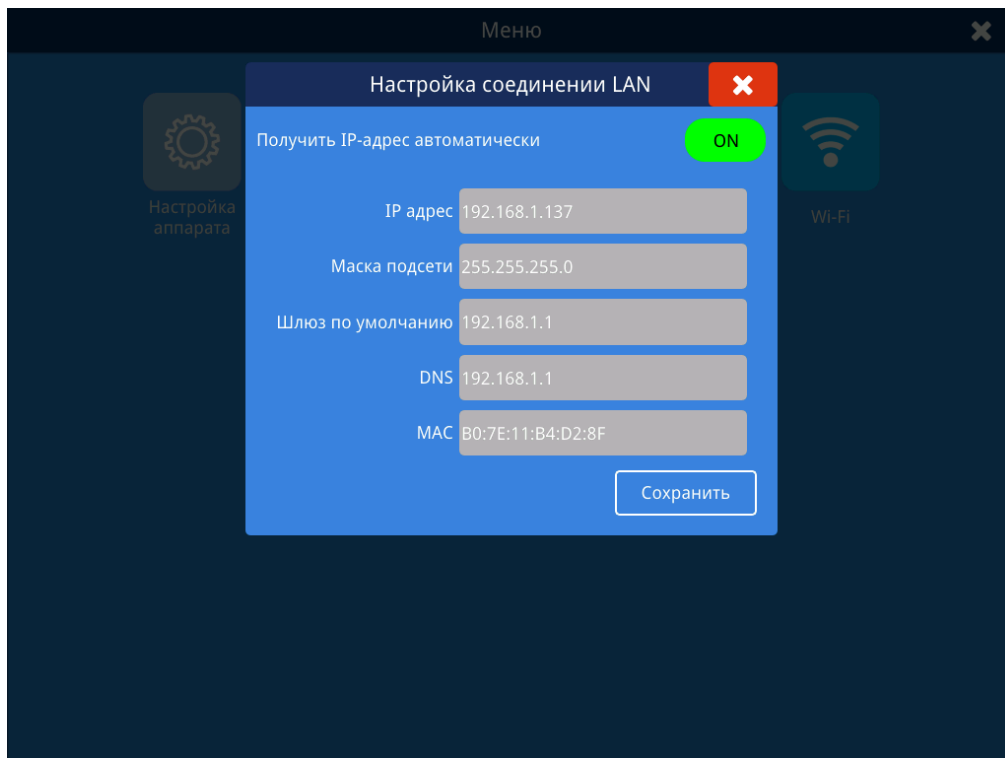 Меню
Настройка соединении LAN
Получить IP-адрес автоматически ON
IP адрес 192.168.1.137
Маска подсети 255.255.255.0
Шлюз по умолчанию 192.168.1.1
DNS 192.168.1.1
MAC B0:7E:11:B4:D2:8F
Сохранить
Настройка
аппарата
Wi-Fi